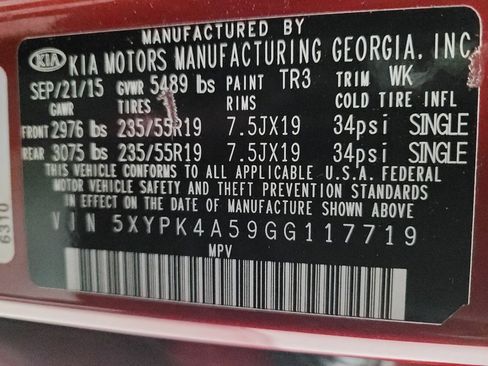 MANUFACTURED BY
KIA KIA MOTORS MANUFACTURING GEORGIA, INC.
SEP/21/15 GVWR 5489 lbs PAINT TR3 TRIM WK
GAWR TIRES RIMS COLD TIRE INFL
FRONT 2976 lbs 235/55R19 7.5JX19 34psi SINGLE
REAR 3075 lbs 235/55R19 7.5JX19 34psi SINGLE
THIS VEHICLE CONFORMS TO ALL APPLICABLE U.S.A. FEDERAL
MOTOR VEHICLE SAFETY AND THEFT PREVENTION STANDARDS
IN EFFECT ON THE DATE OF MANUFACTURE SHOWN ABOVE
VIN 5XYPK4A59GG117719
MPV
6310